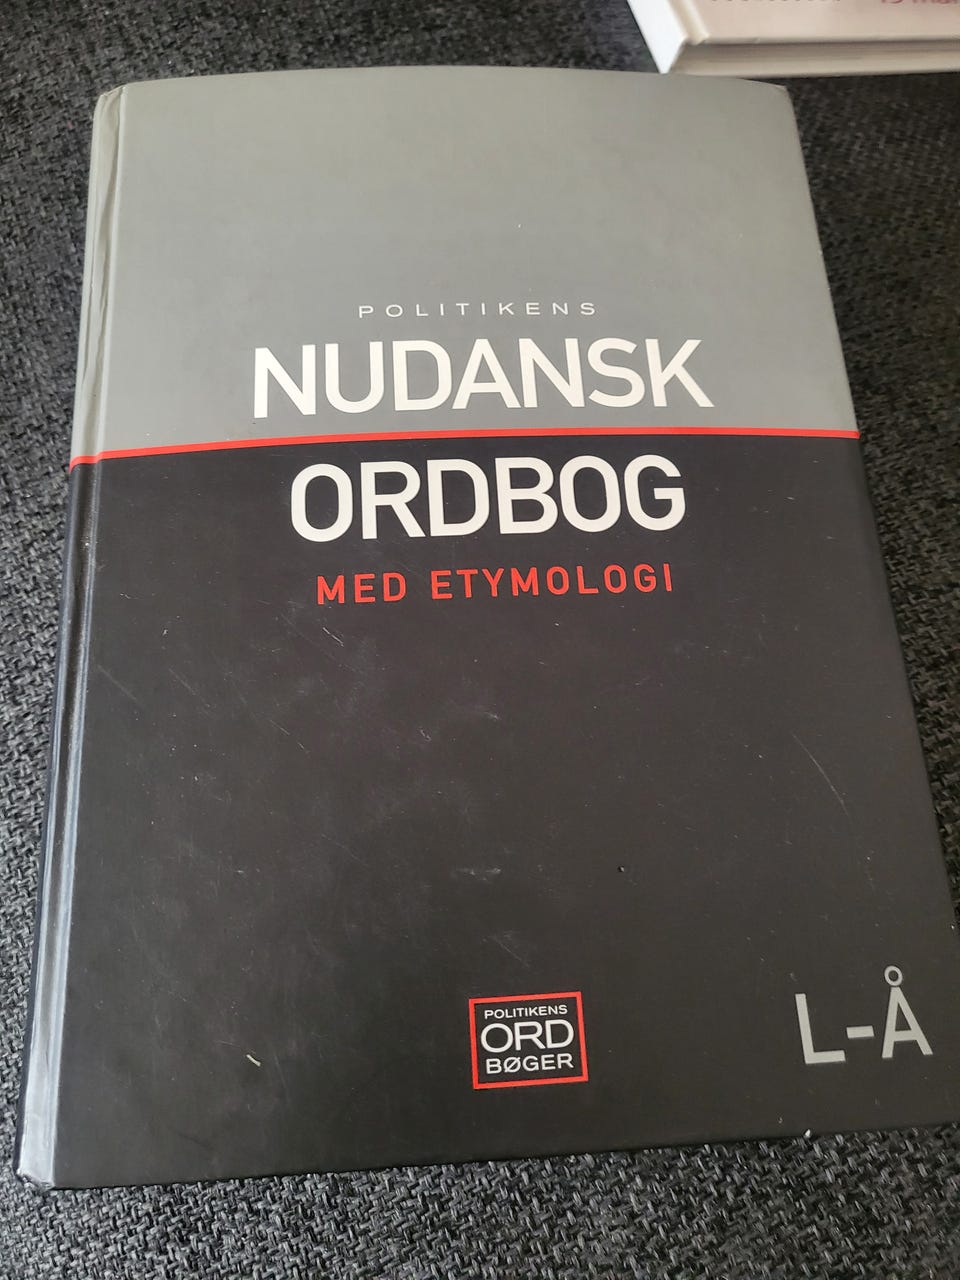 POLITIKENS
NUDANSK
ORDBOG
MED ETYMOLOGI
POLITIKENS
ORD
BØGER
L-Å